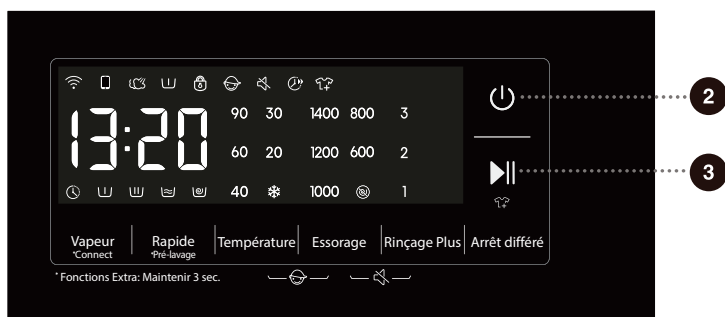 2
13:20
90 30 1400 800 3
60 20 1200 600 2
40 1000 1
3
Vapeur Rapide Température Essorage Rinçage Plus Arrêt différé
*Connect *Pré-lavage
* Fonctions Extra: Maintenir 3 sec.